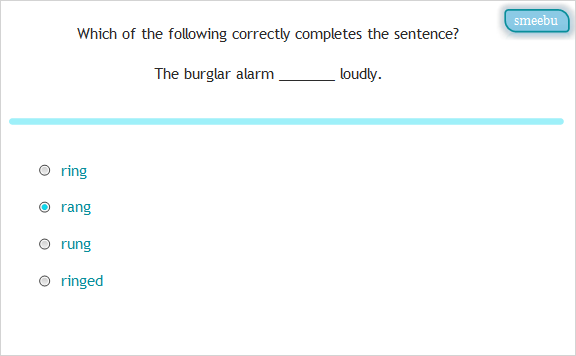 smeebu
Which of the following correctly completes the sentence?
The burglar alarm _______ loudly.
ring
rang
rung
ringed